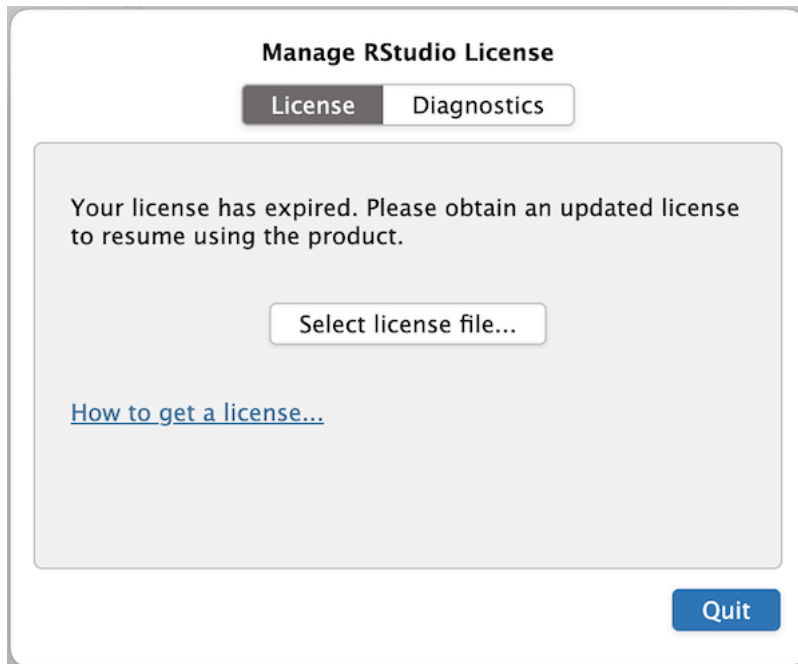 Manage RStudio License
License Diagnostics
Your license has expired. Please obtain an updated license
to resume using the product.
Select license file...
How to get a license...
Quit